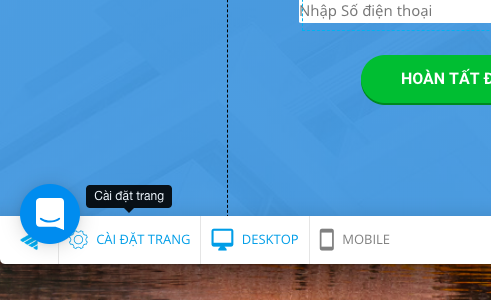 Nhập Số điện thoại
HOÀN TẤT Đ
Cài đặt trang
CÀI ĐẶT TRANG
DESKTOP
MOBILE